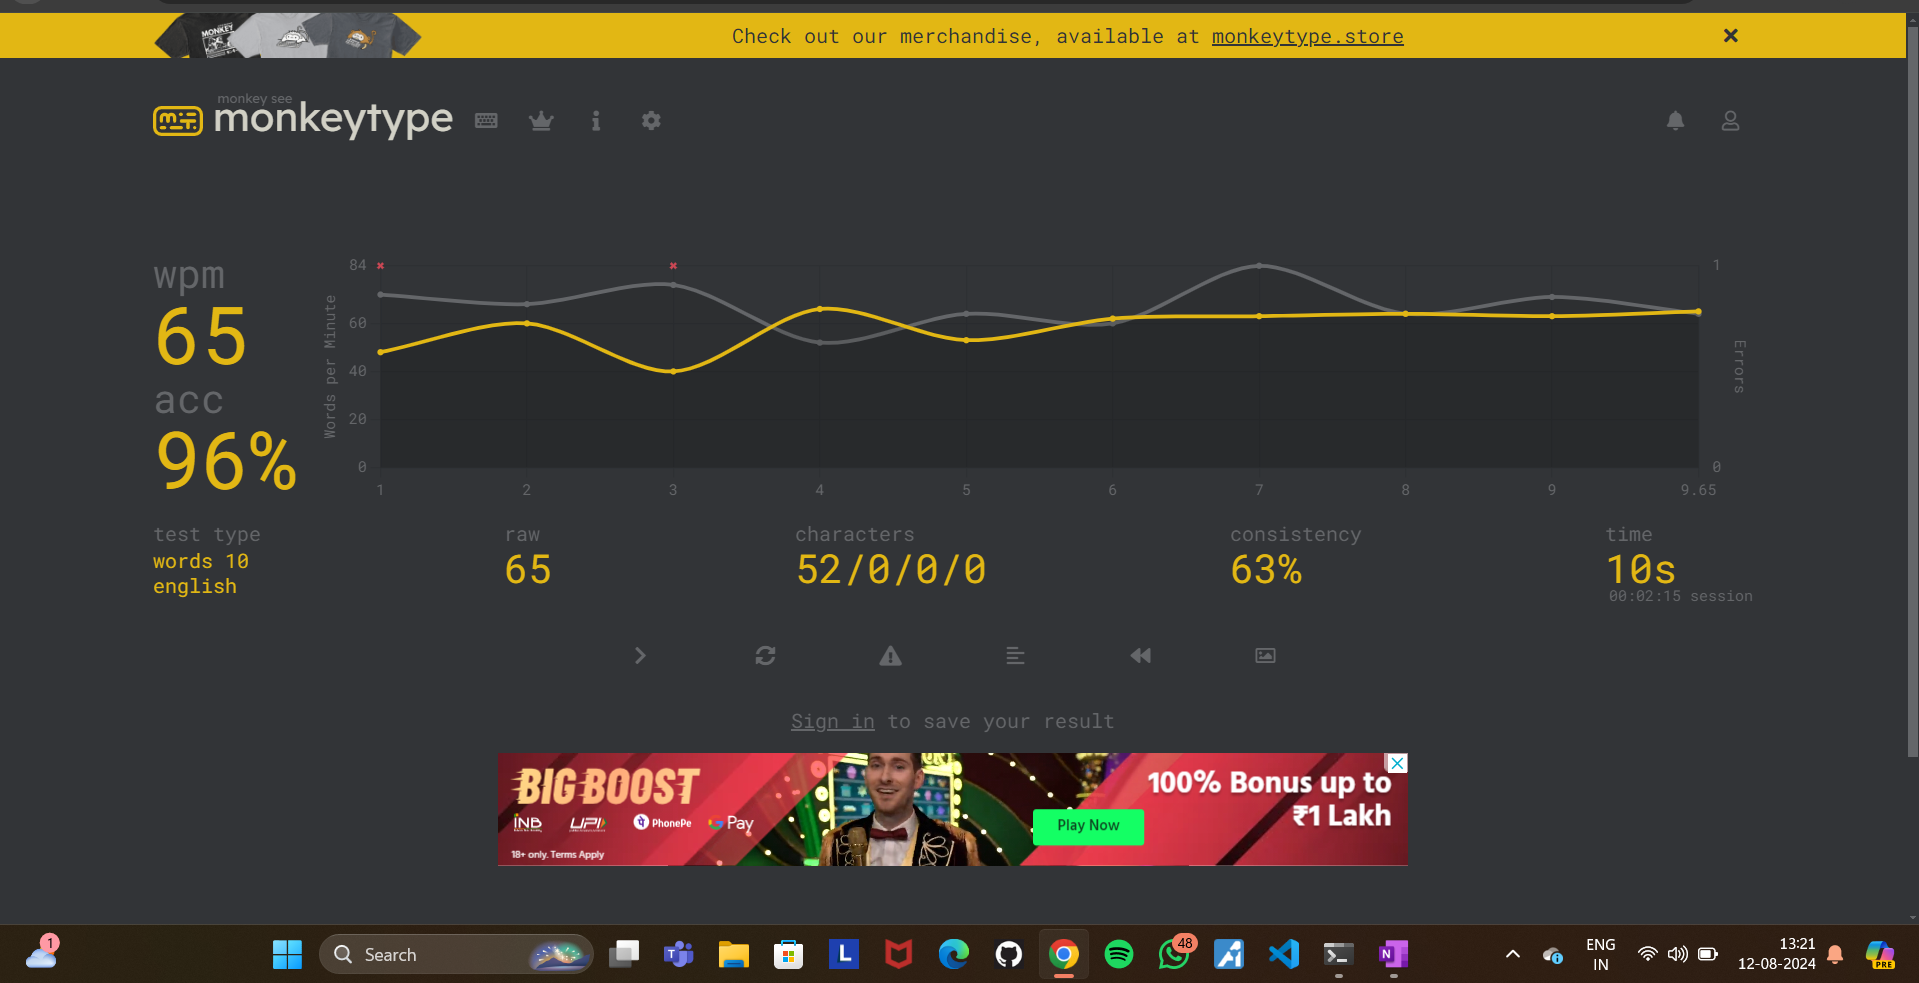 MONKEY
Check out our merchandise, available at monkeytype.store
monkey see
monkeytype
wpm
65
acc
96%
Words per Minute
84
60
40
20
0
1 2 3 4 5 6 7 8 9 9.65
1
0
Errors
test type
words 10
english
raw
65
characters
52/0/0/0
consistency
63%
time
10s
00:02:15 session
Sign in to save your result
BIG BOOST
INB UPI PhonePe G Pay
18+ only. Terms Apply
Play Now
100% Bonus up to
₹1 Lakh
1
Search
T
L
48
N
ENG
IN
13:21
12-08-2024
PRE